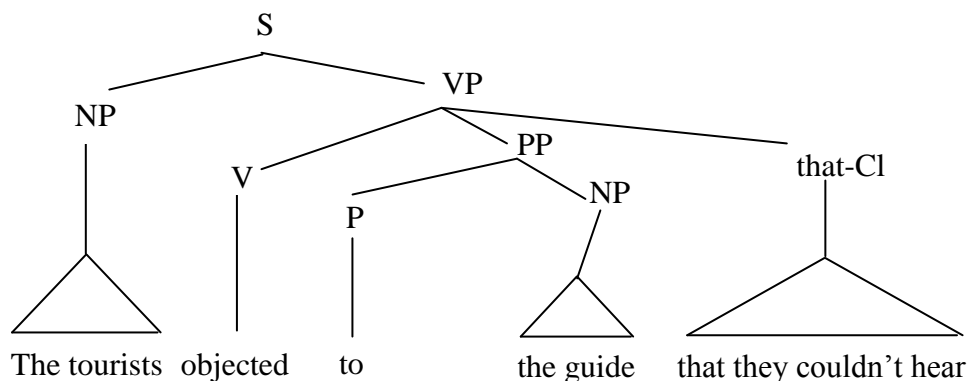 S
VP
NP
PP
that-Cl
V
NP
P
The tourists objected to the guide that they couldn't hear